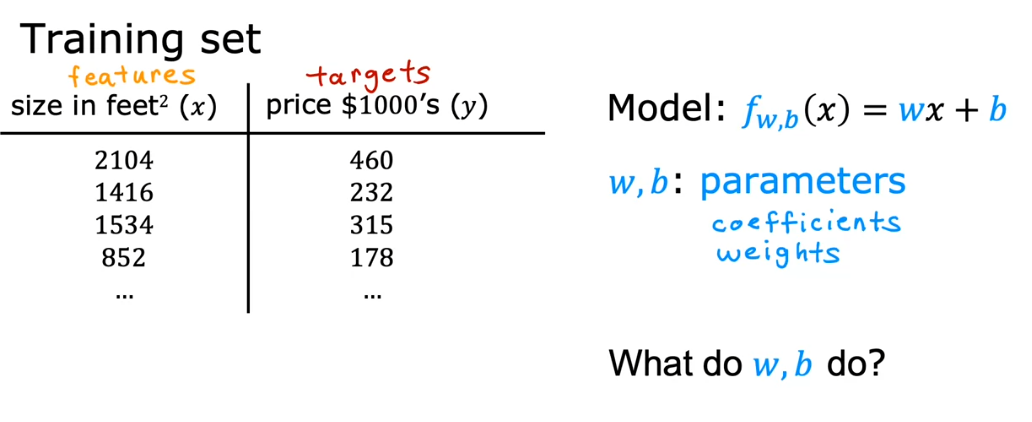 Training set
features targets
size in feet² (x) price $1000's (y)
2104 460
1416 232
1534 315
852 178
... ...
Model: f_{w,b}(x) = wx + b
w, b: parameters
coefficients
weights
What do w, b do?